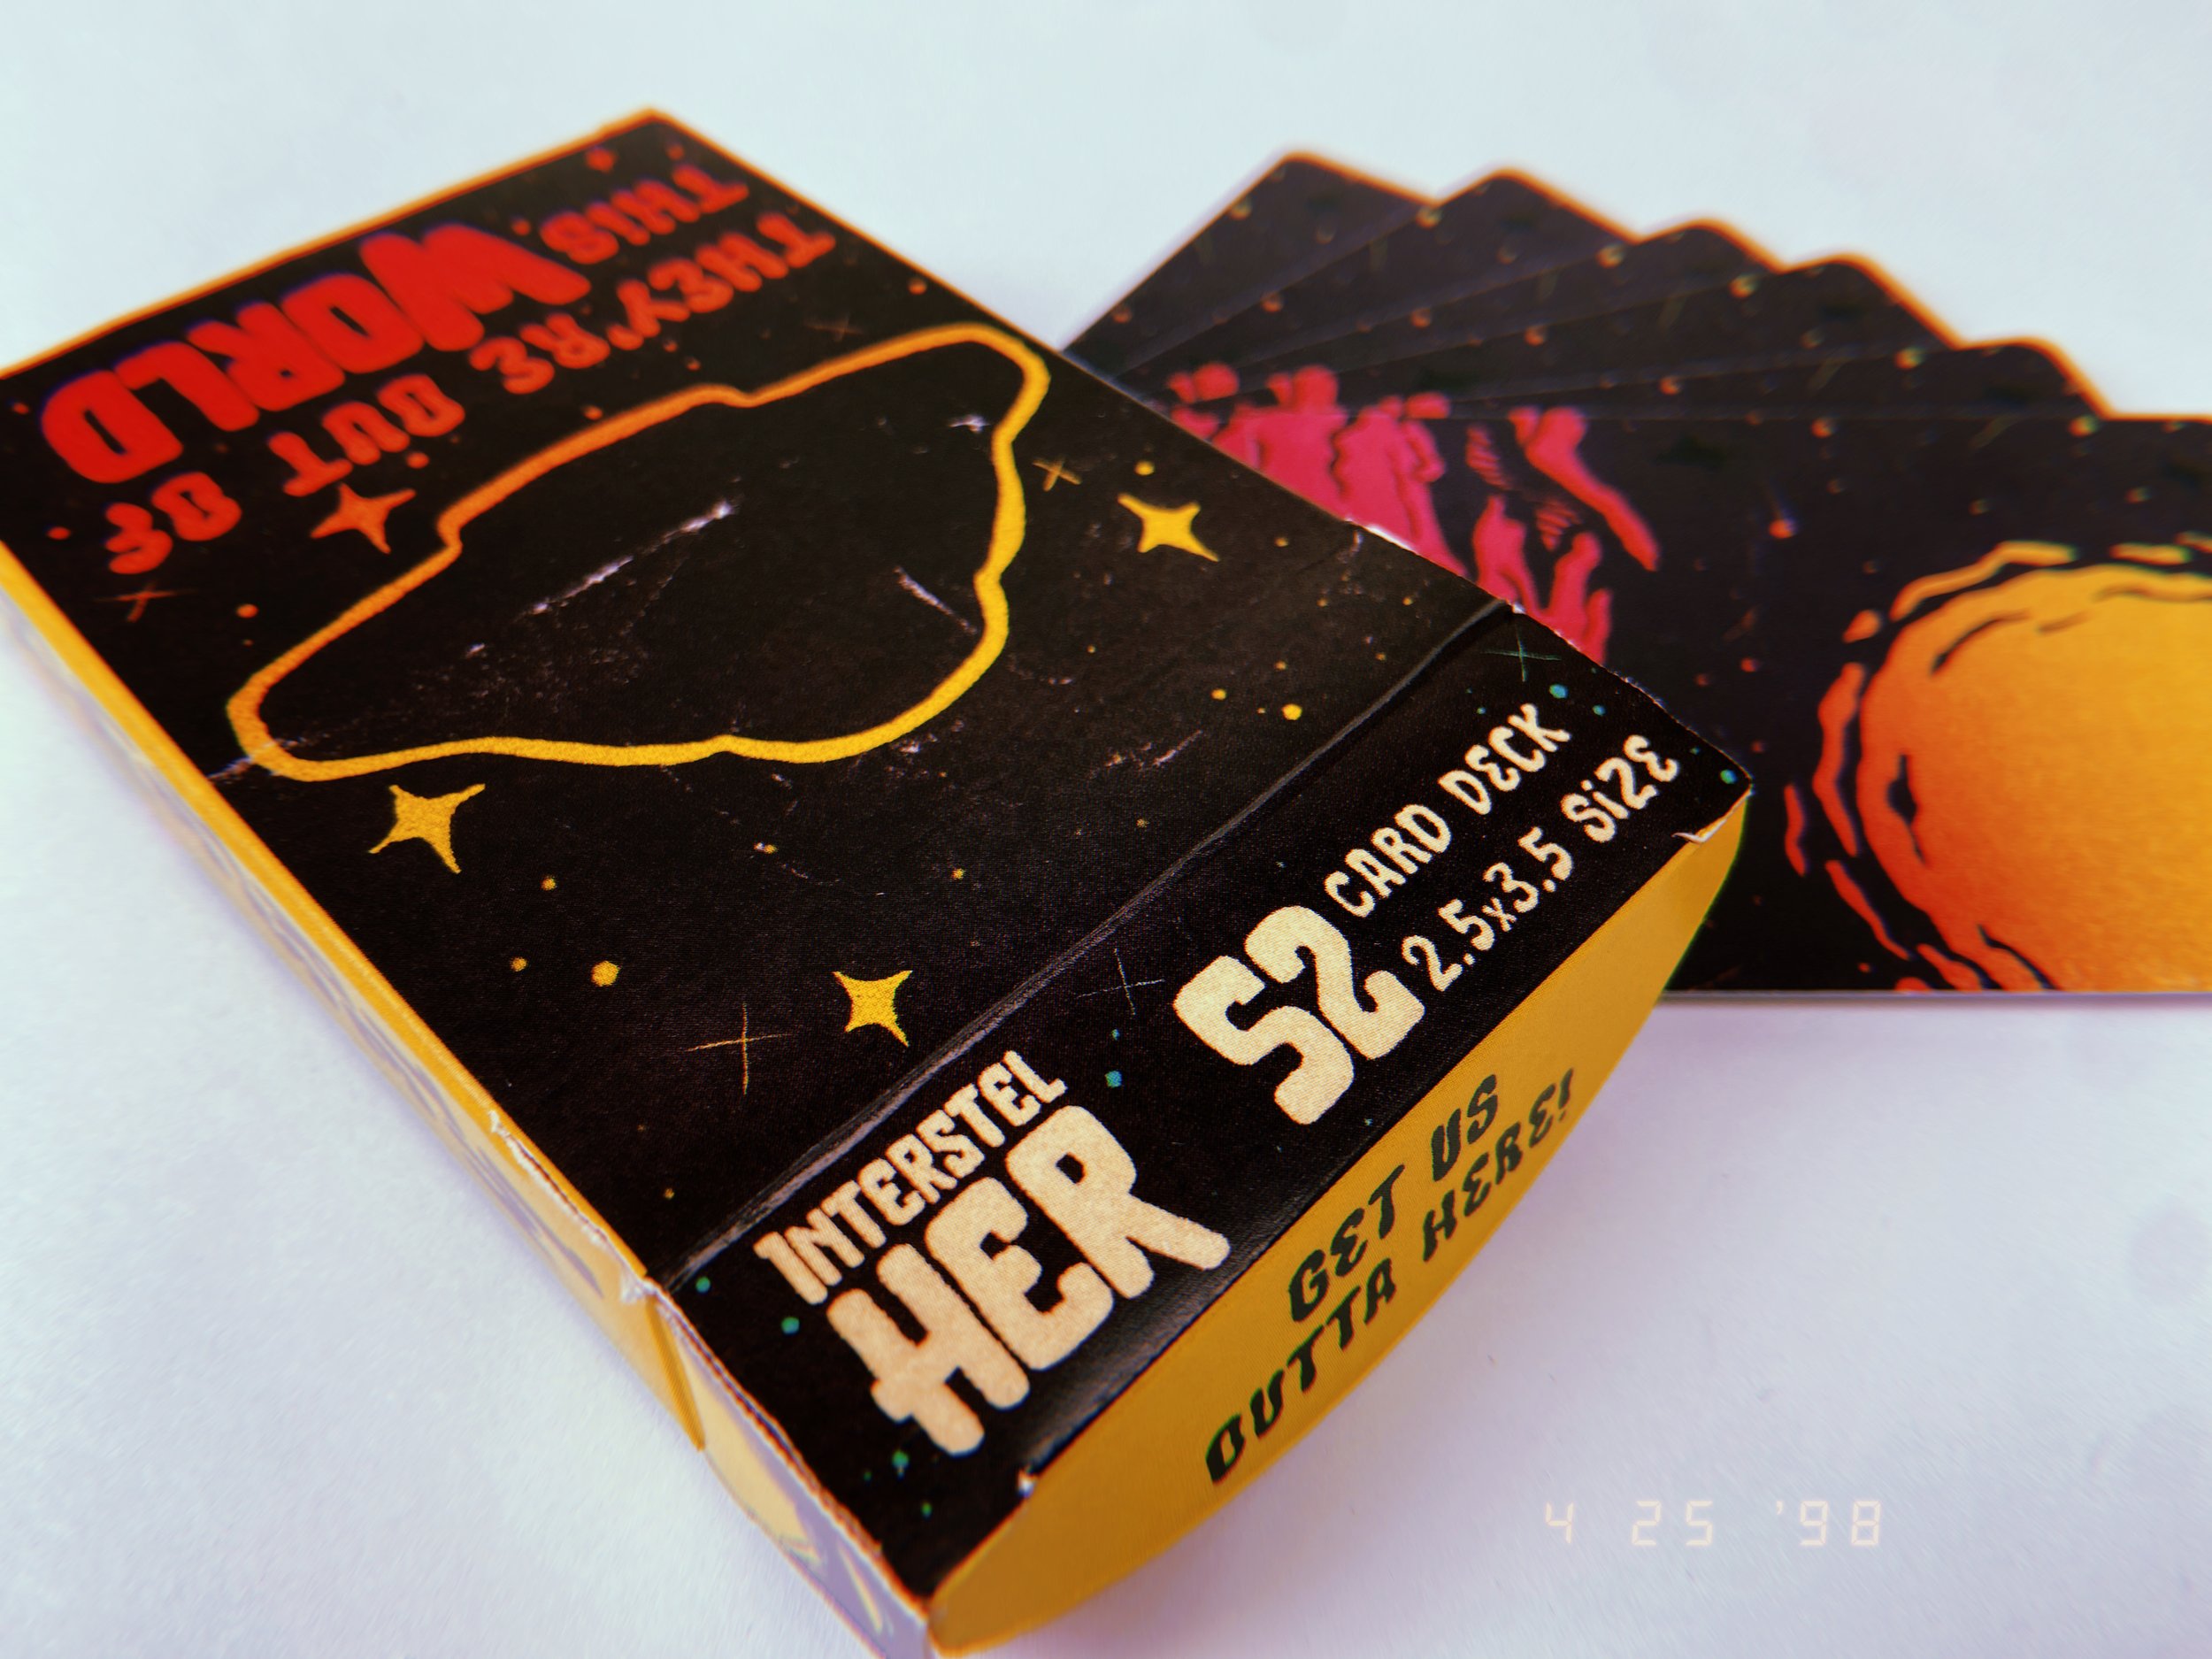 THEY'RE OUT OF
THIS WORLD
INTERSTEL
HER
52 CARD DECK
2.5x3.5 SiZE
GET US
OUTTA HERE!
4 25 '98